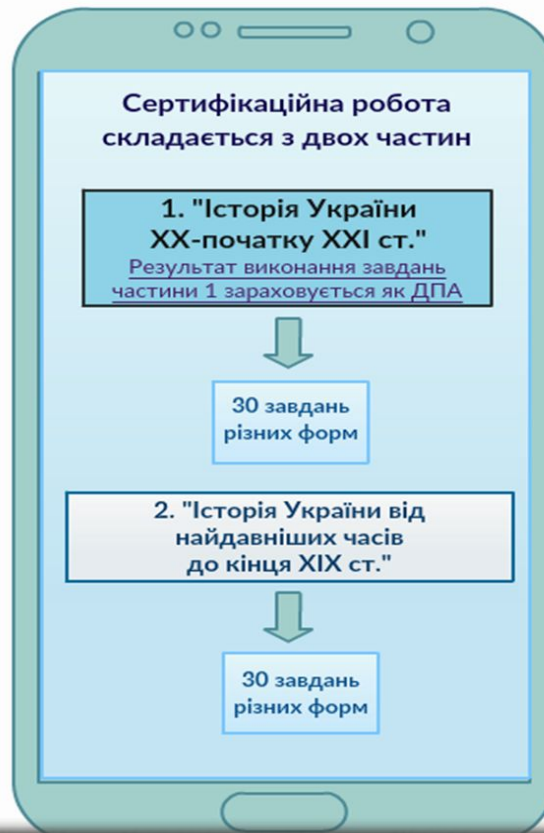 Сертифікаційна робота
складається з двох частин
1. "Історія України
ХХ-початку ХХІ ст."
Результат виконання завдань
частини 1 зараховується як ДПА
30 завдань
різних форм
2. "Історія України від
найдавніших часів
до кінця ХІХ ст."
30 завдань
різних форм